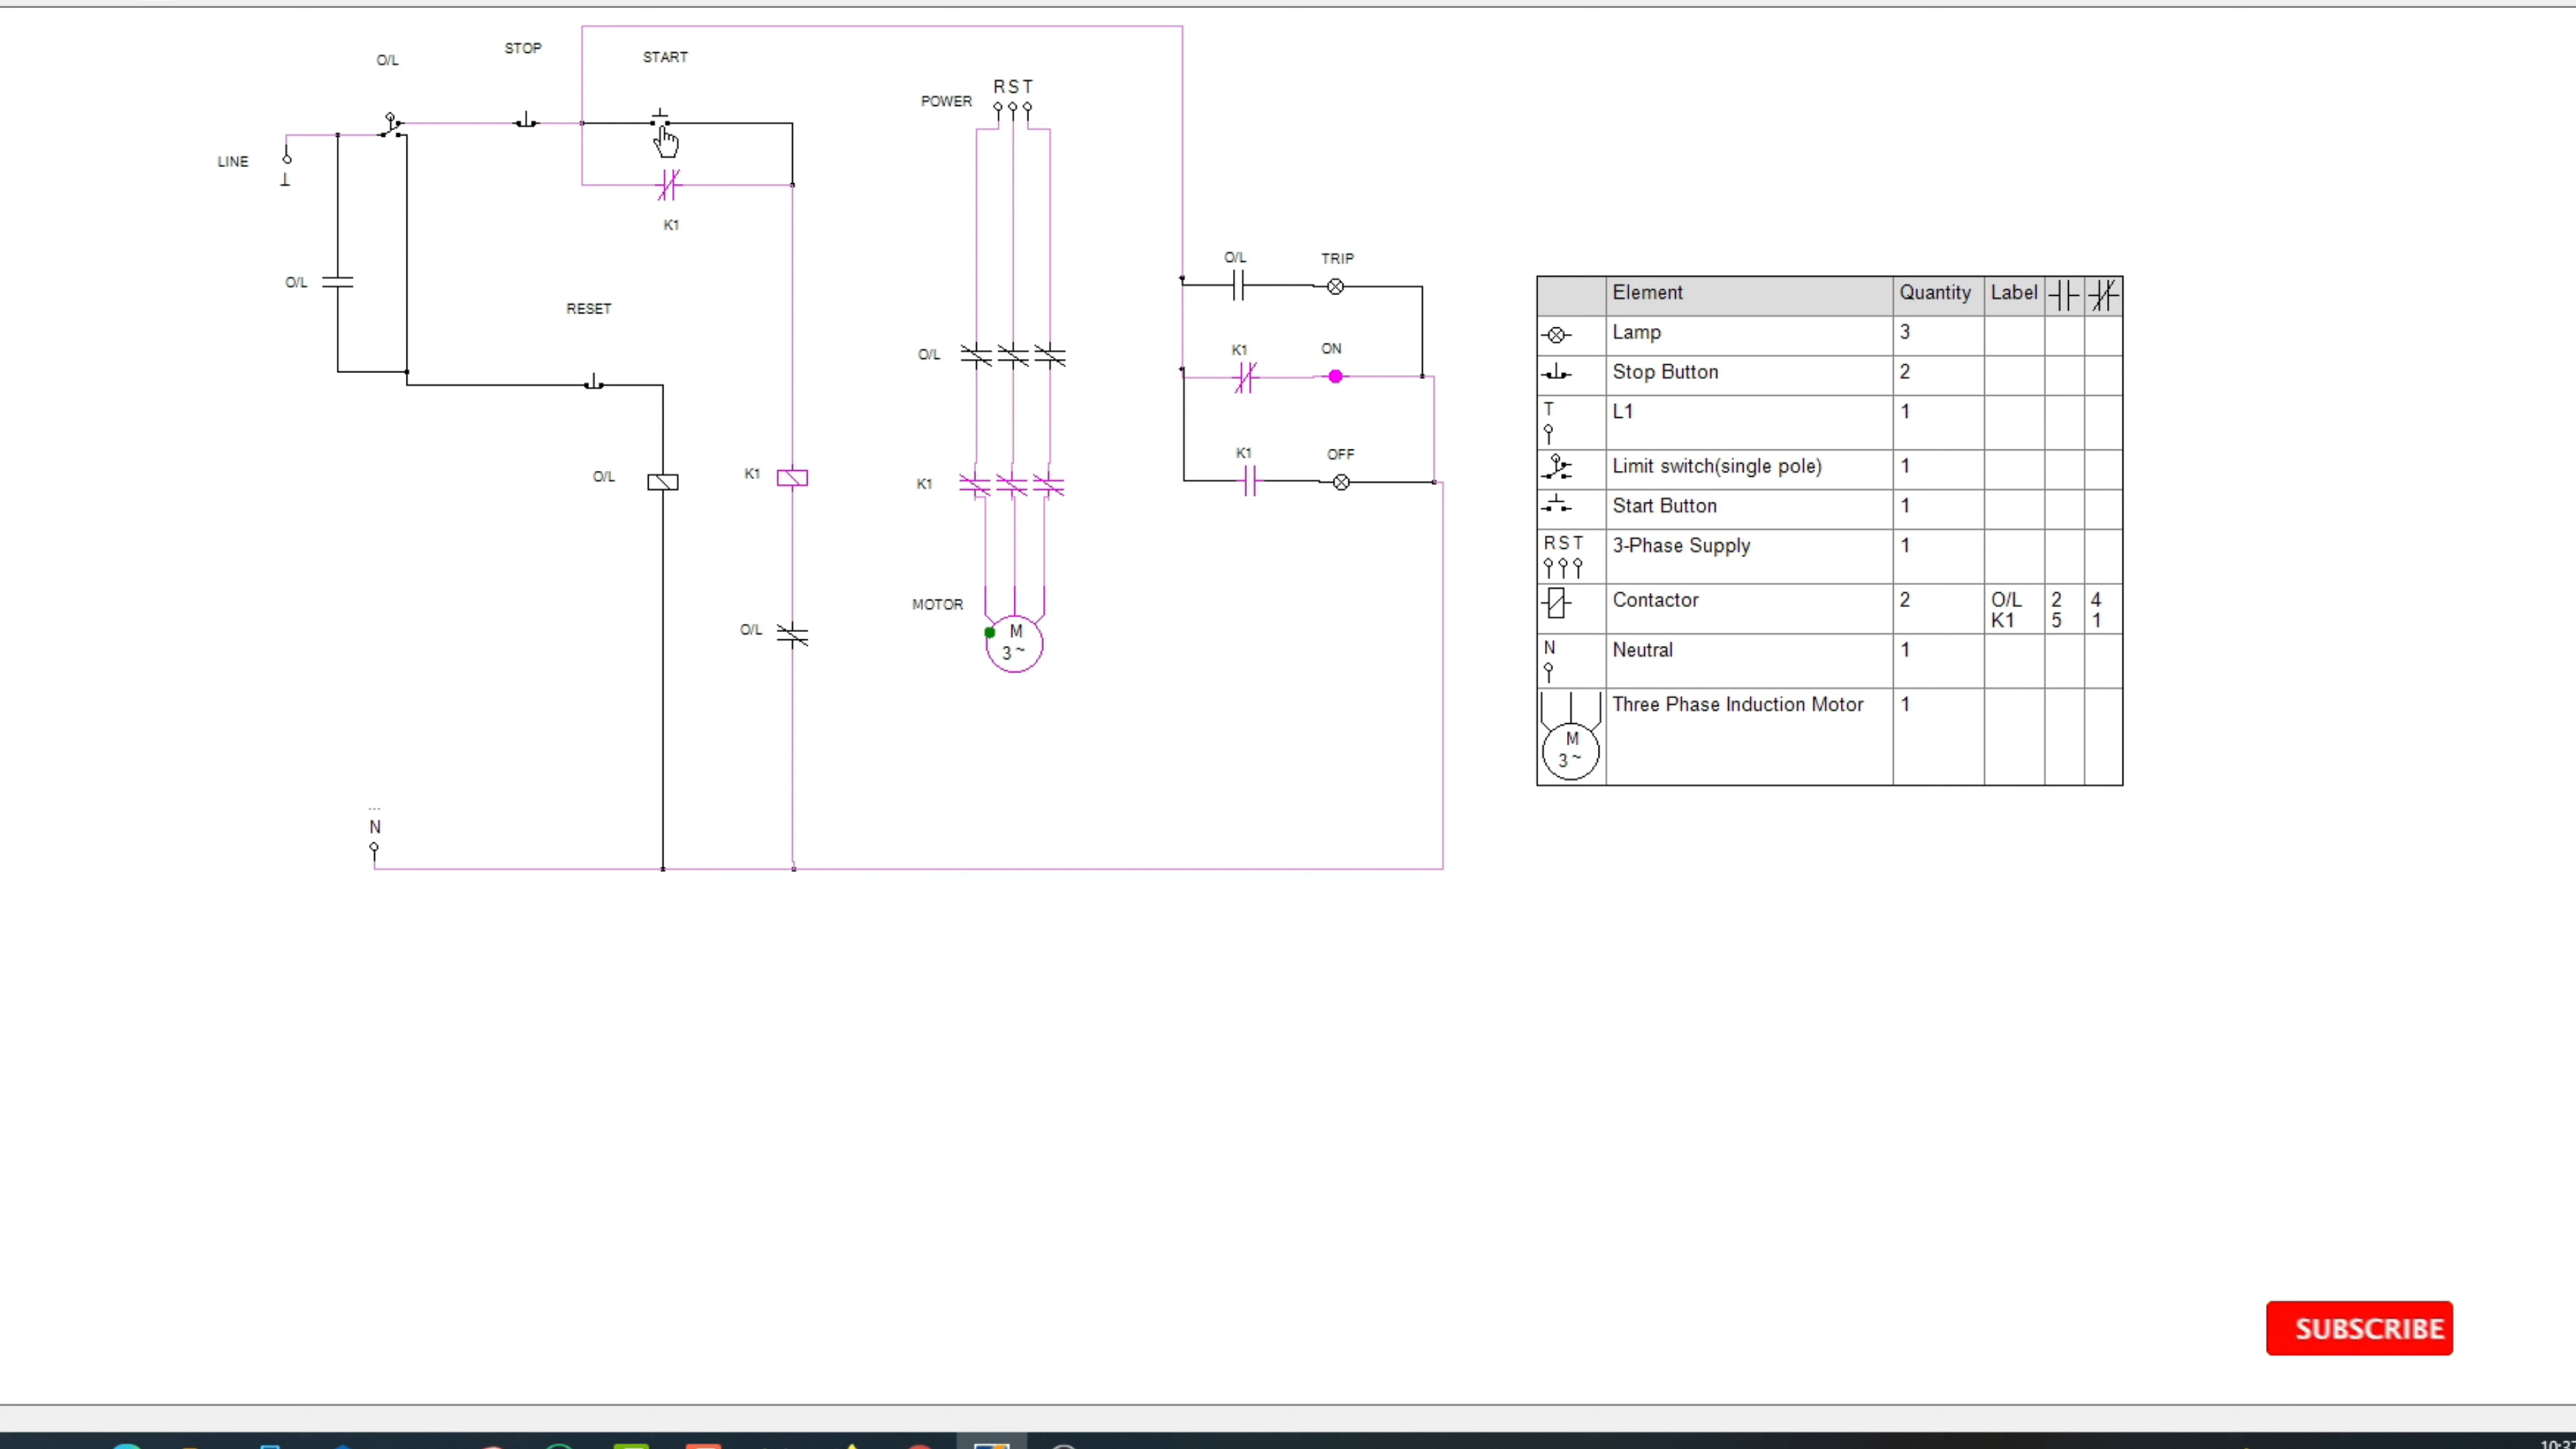 STOP
START
O/L
R S T
POWER
LINE
K1
O/L TRIP
O/L
RESET
K1 ON
O/L
K1 OFF
O/L
K1
K1
MOTOR
M
3 ~
O/L
...
N
Element Quantity Label
Lamp 3
Stop Button 2
T L1 1
Limit switch(single pole) 1
Start Button 1
R S T 3-Phase Supply 1
Contactor 2 O/L 2 4
K1 5 1
N Neutral 1
Three Phase Induction Motor 1
M
3 ~
SUBSCRIBE